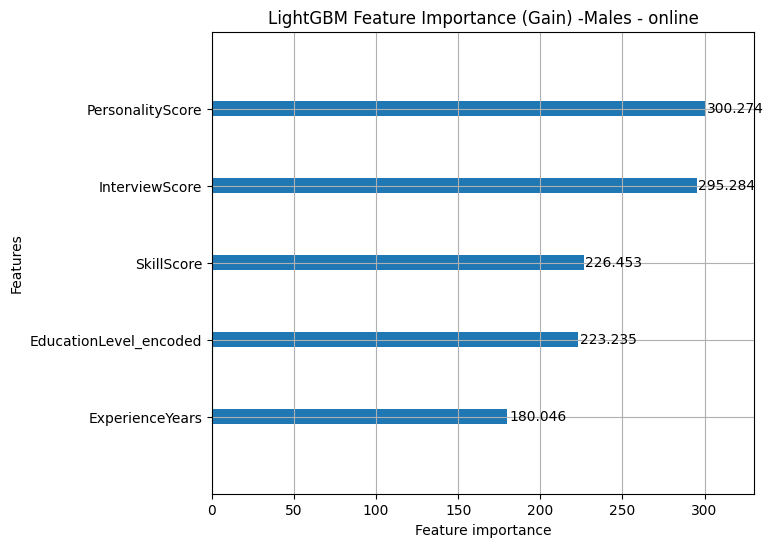 LightGBM Feature Importance (Gain) -Males - online
PersonalityScore
300.274
InterviewScore
295.284
SkillScore
226.453
EducationLevel_encoded
223.235
ExperienceYears
180.046
Features
0 50 100 150 200 250 300
Feature importance